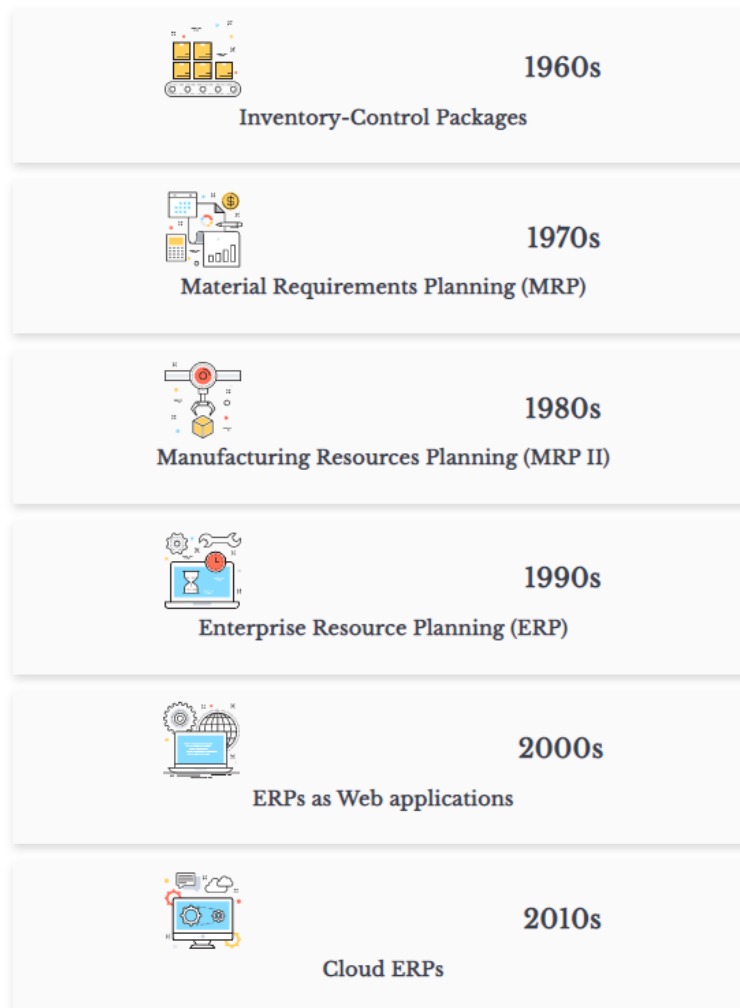 1960s
Inventory-Control Packages
1970s
Material Requirements Planning (MRP)
1980s
Manufacturing Resources Planning (MRP II)
1990s
Enterprise Resource Planning (ERP)
2000s
ERPs as Web applications
2010s
Cloud ERPs